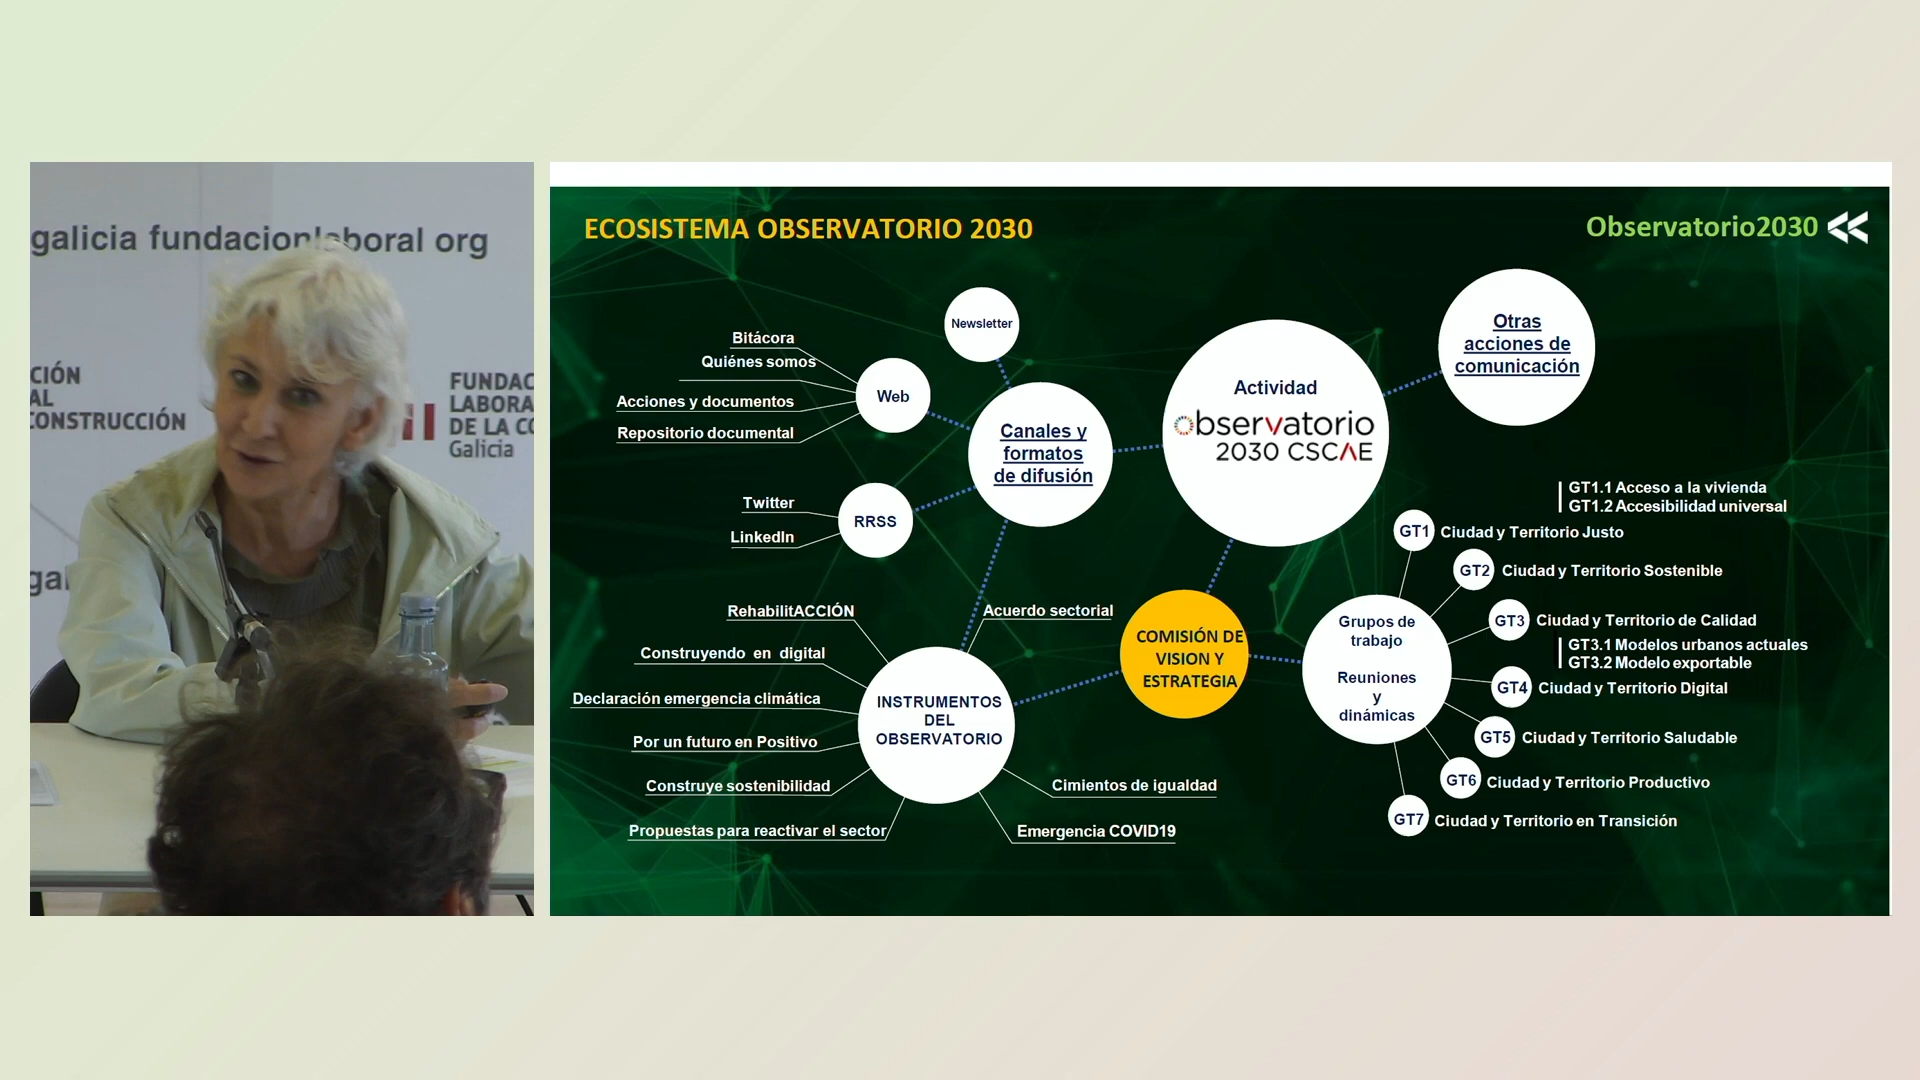 galicia fundacionlaboral org
CIÓN
AL
CONSTRUCCIÓN
FUNDAC
LABORA
DE LA CO
Galicia
gal
ECOSISTEMA OBSERVATORIO 2030
Observatorio2030
Newsletter
Bitácora
Quiénes somos
Acciones y documentos
Repositorio documental
Web
Canales y
formatos
de difusión
Twitter
LinkedIn
RRSS
Actividad
Observatorio
2030 CSCAE
Otras
acciones de
comunicación
RehabilitACCIÓN
Construyendo en digital
Declaración emergencia climática
Por un futuro en Positivo
Construye sostenibilidad
Propuestas para reactivar el sector
INSTRUMENTOS
DEL
OBSERVATORIO
Acuerdo sectorial
Cimientos de igualdad
Emergencia COVID19
COMISIÓN DE
VISION Y
ESTRATEGIA
Grupos de
trabajo
Reuniones
y
dinámicas
GT1.1 Acceso a la vivienda
GT1.2 Accesibilidad universal
GT1 Ciudad y Territorio Justo
GT2 Ciudad y Territorio Sostenible
GT3 Ciudad y Territorio de Calidad
GT3.1 Modelos urbanos actuales
GT3.2 Modelo exportable
GT4 Ciudad y Territorio Digital
GT5 Ciudad y Territorio Saludable
GT6 Ciudad y Territorio Productivo
GT7 Ciudad y Territorio en Transición